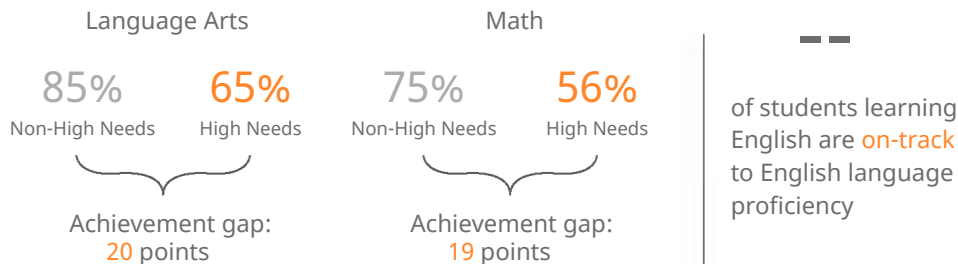 Language Arts
Math
85%
65%
75%
56%
Non-High Needs
High Needs
Non-High Needs
High Needs
Achievement gap:
20 points
Achievement gap:
19 points
--
of students learning
English are on-track
to English language
proficiency